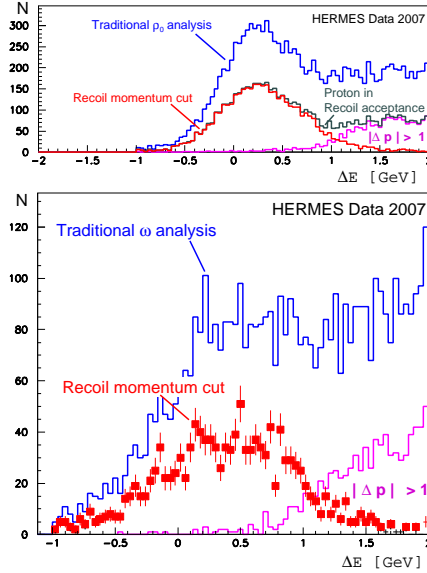 N
HERMES Data 2007
300
250
200
150
100
50
0
Traditional ρ₀ analysis
Recoil momentum cut
Proton in
Recoil acceptance
|Δ p| > 1
-2 -1.5 -1 -0.5 0 0.5 1 1.5 2
ΔE [GeV]
N
HERMES Data 2007
Traditional ω analysis
120
100
80
60
40
20
0
Recoil momentum cut
|Δ p| > 1
-1 -0.5 0 0.5 1 1.5 2
ΔE [GeV]